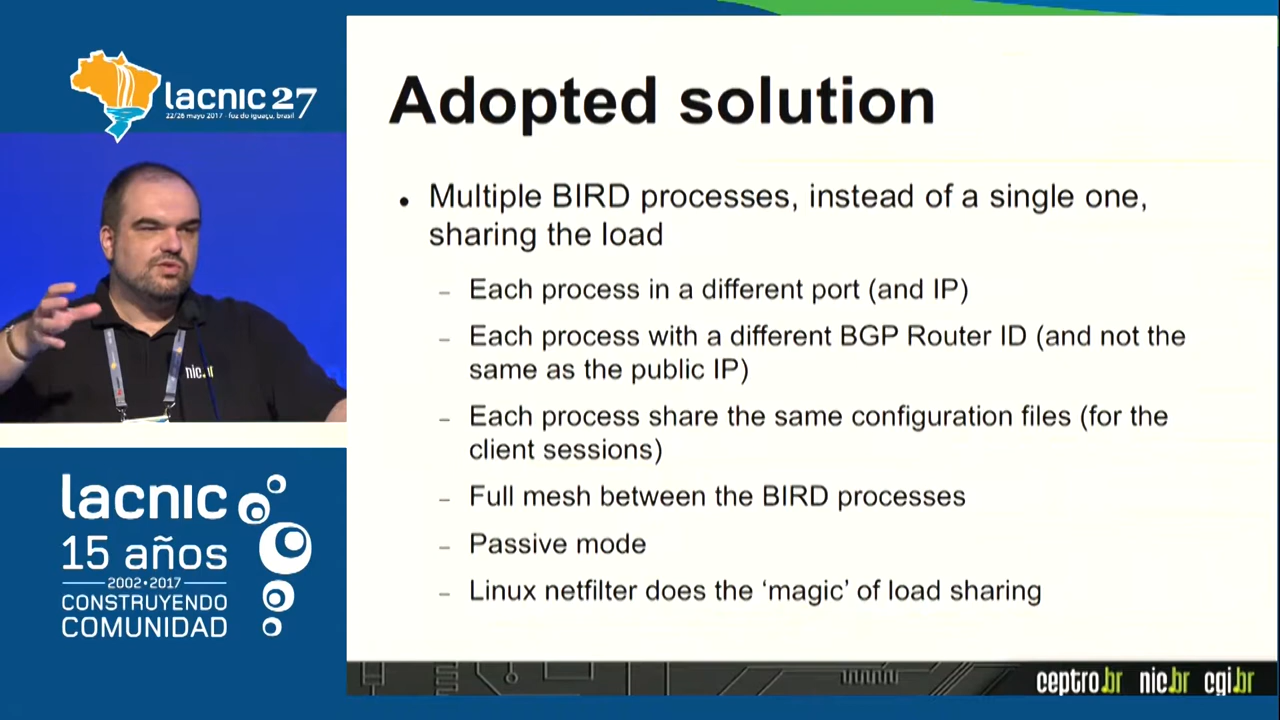 lacnic 27
22/26 mayo 2017 - foz do iguaçu, brasil
nic.br
lacnic
15 años
2002•2017
CONSTRUYENDO
COMUNIDAD
Adopted solution
• Multiple BIRD processes, instead of a single one,
sharing the load
– Each process in a different port (and IP)
– Each process with a different BGP Router ID (and not the
same as the public IP)
– Each process share the same configuration files (for the
client sessions)
– Full mesh between the BIRD processes
– Passive mode
– Linux netfilter does the ‘magic’ of load sharing
ceptro.br nic.br cgi.br